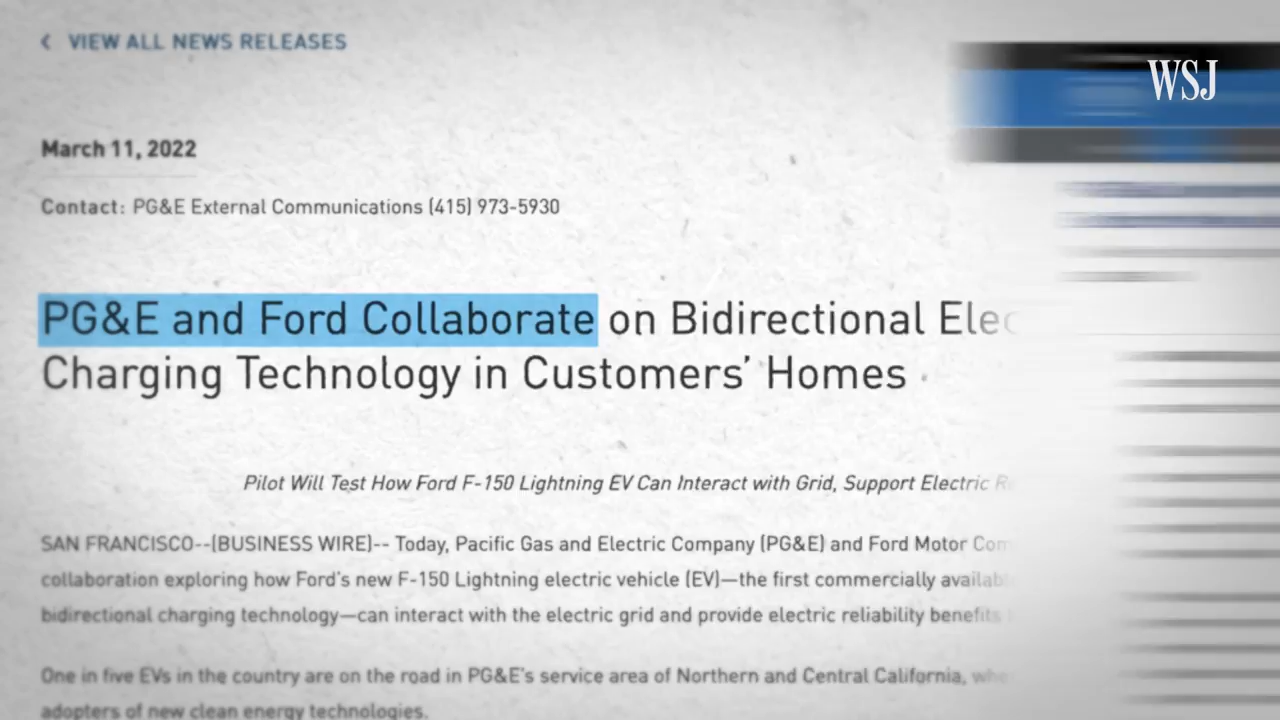 VIEW ALL NEWS RELEASES
WSJ
March 11, 2022
Contact: PG&E External Communications (415) 973-5930
PG&E and Ford Collaborate on Bidirectional Elec
Charging Technology in Customers’ Homes
Pilot Will Test How Ford F-150 Lightning EV Can Interact with Grid, Support Electric
SAN FRANCISCO--(BUSINESS WIRE)-- Today, Pacific Gas and Electric Company (PG&E) and Ford Motor Com
collaboration exploring how Ford’s new F-150 Lightning electric vehicle (EV)—the first commercially availab
bidirectional charging technology—can interact with the electric grid and provide electric reliability benefits
One in five EVs in the country are on the road in PG&E’s service area of Northern and Central California,
adopters of new clean energy technologies.